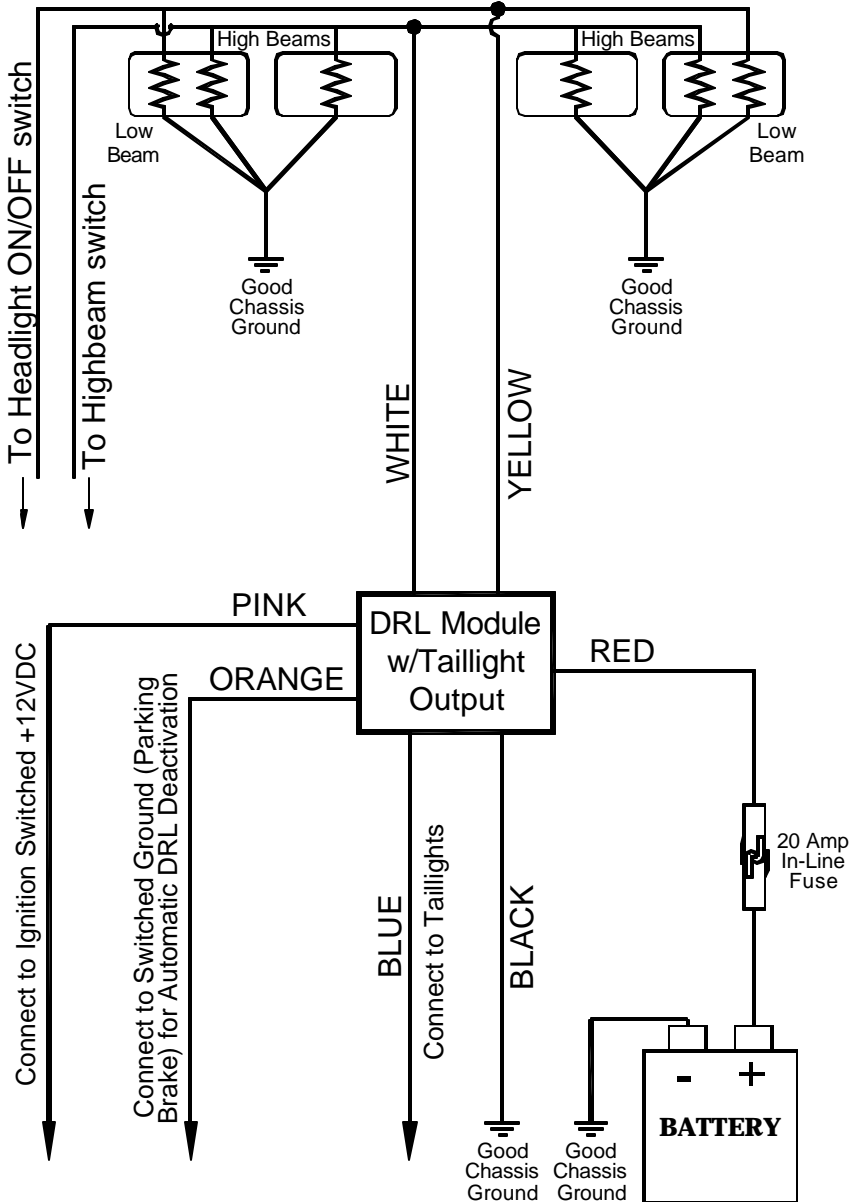 High Beams
High Beams
Low
Beam
Low
Beam
To Headlight ON/OFF switch
To Highbeam switch
Good
Chassis
Ground
Good
Chassis
Ground
WHITE
YELLOW
PINK
DRL Module
w/Taillight
Output
RED
ORANGE
Connect to Ignition Switched +12VDC
Connect to Switched Ground (Parking
Brake) for Automatic DRL Deactivation
BLUE
Connect to Taillights
BLACK
20 Amp
In-Line
Fuse
- +
BATTERY
Good
Chassis
Ground
Good
Chassis
Ground